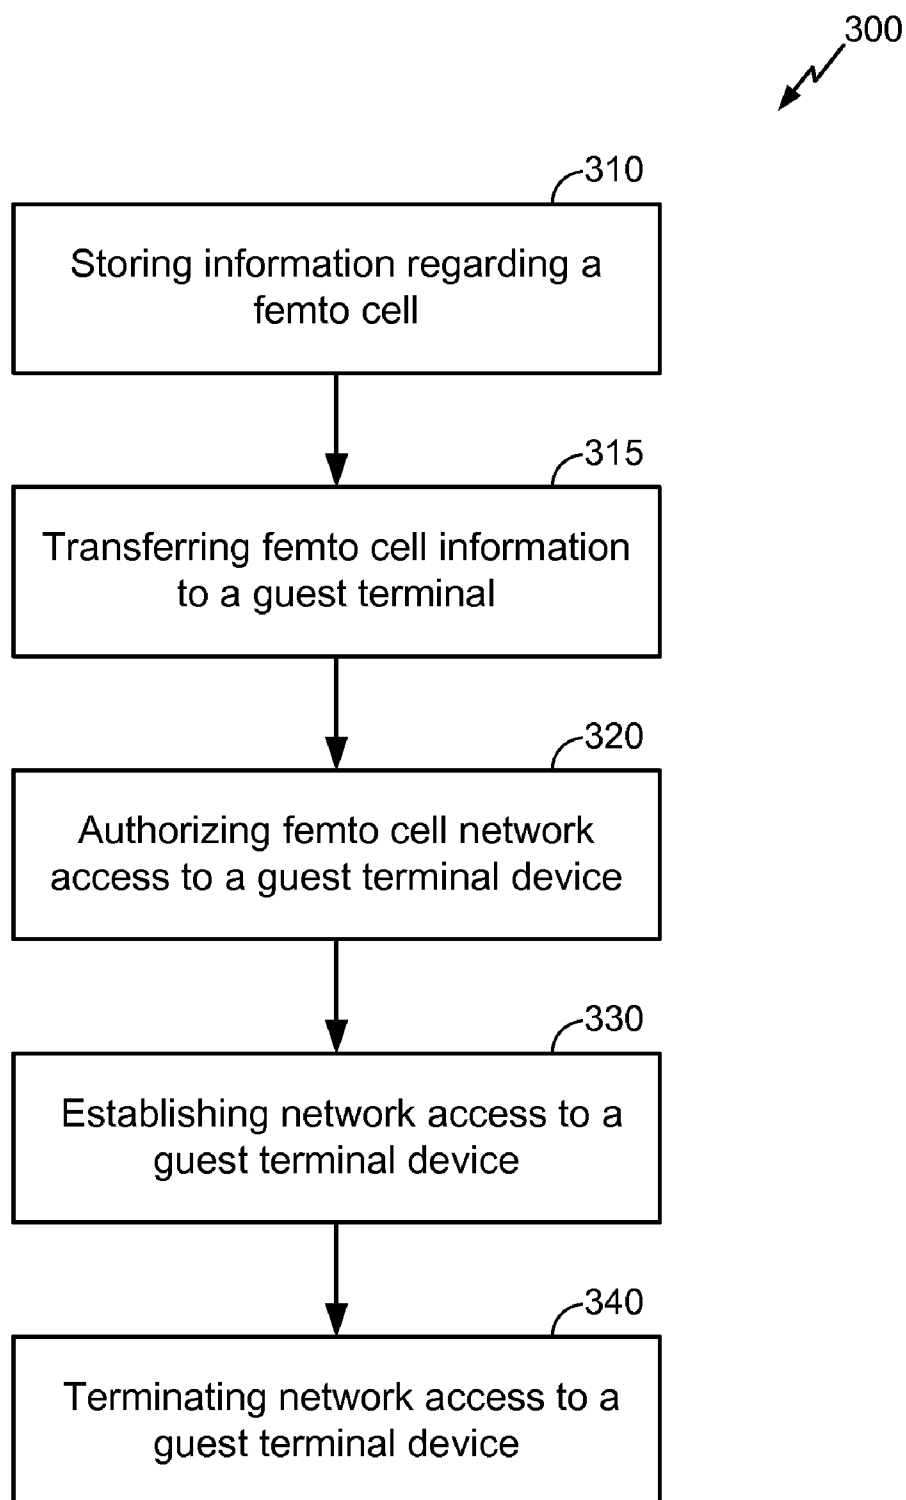 300
310
Storing information regarding a
femto cell
315
Transferring femto cell information
to a guest terminal
320
Authorizing femto cell network
access to a guest terminal device
330
Establishing network access to a
guest terminal device
340
Terminating network access to a
guest terminal device